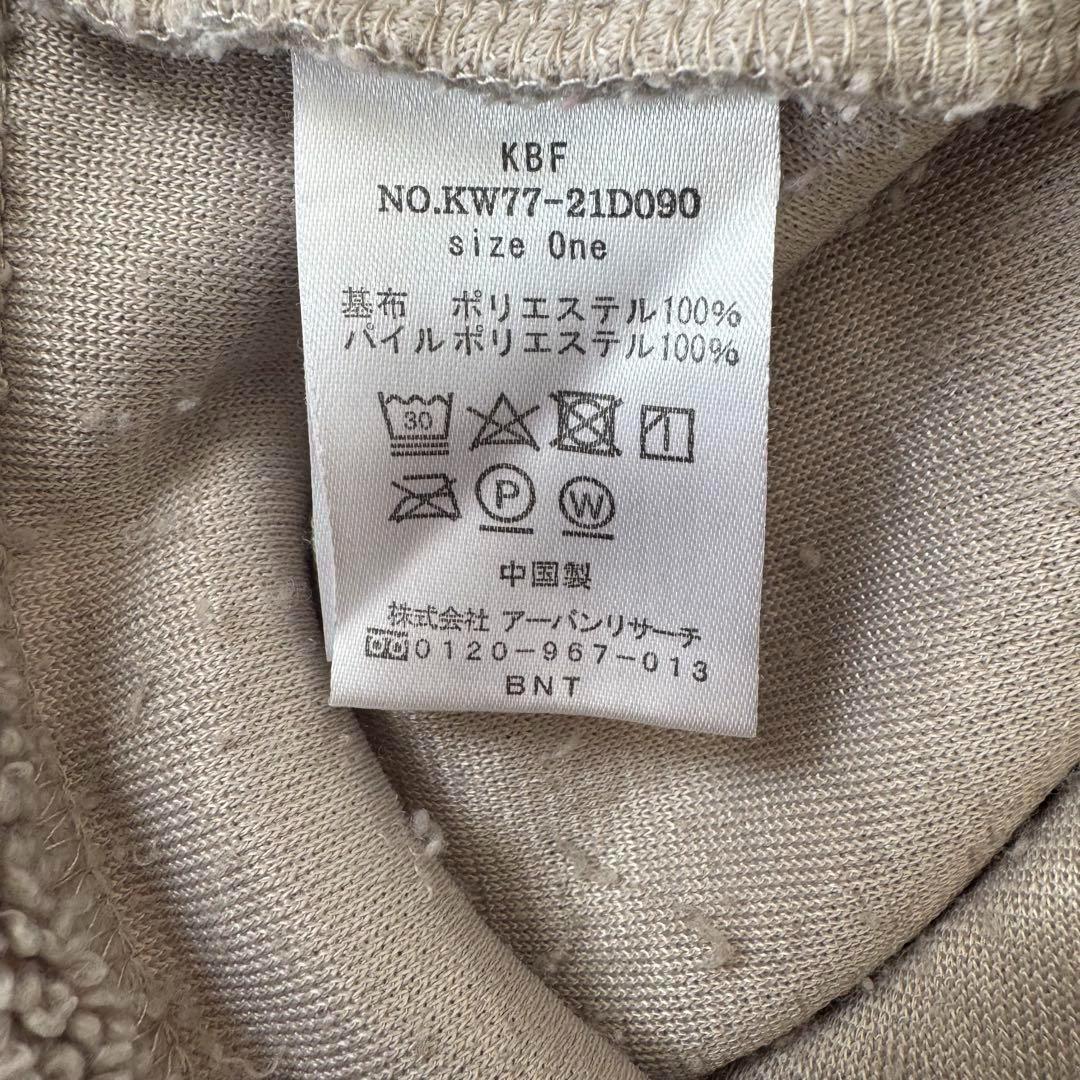 KBF
NO.KW77-21D090
size One
基布 ポリエステル100%
パイル ポリエステル100%
30
P W
中国製
株式会社 アーバンリサーチ
0120-967-013
BNT